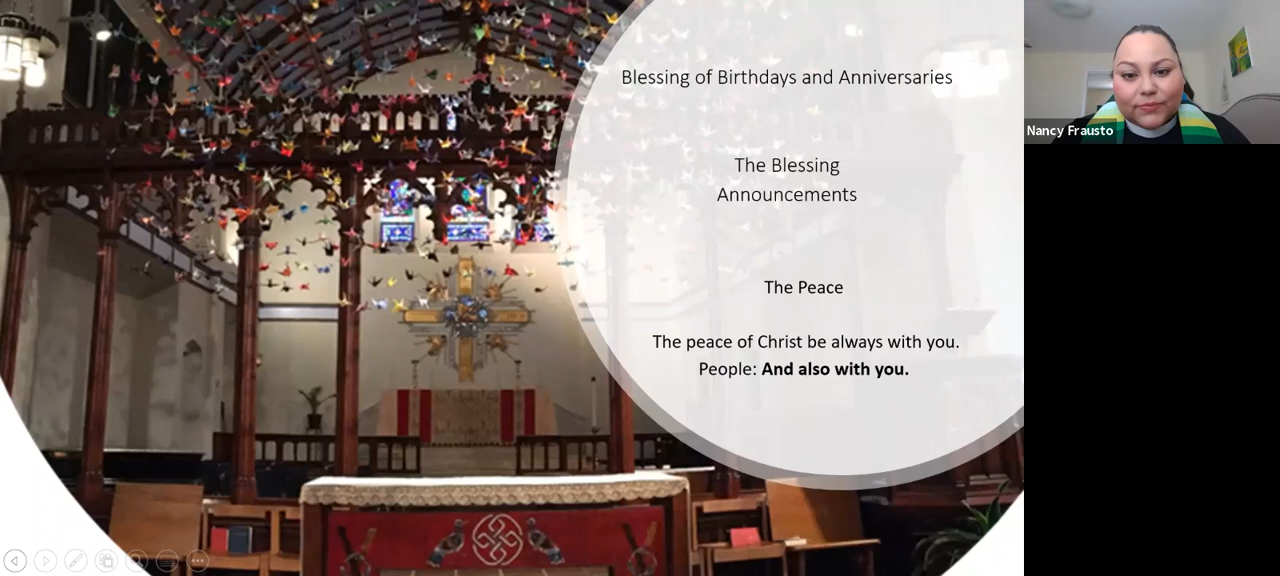 Blessing of Birthdays and Anniversaries
The Blessing
Announcements
The Peace
The peace of Christ be always with you.
People: And also with you.
Nancy Frausto